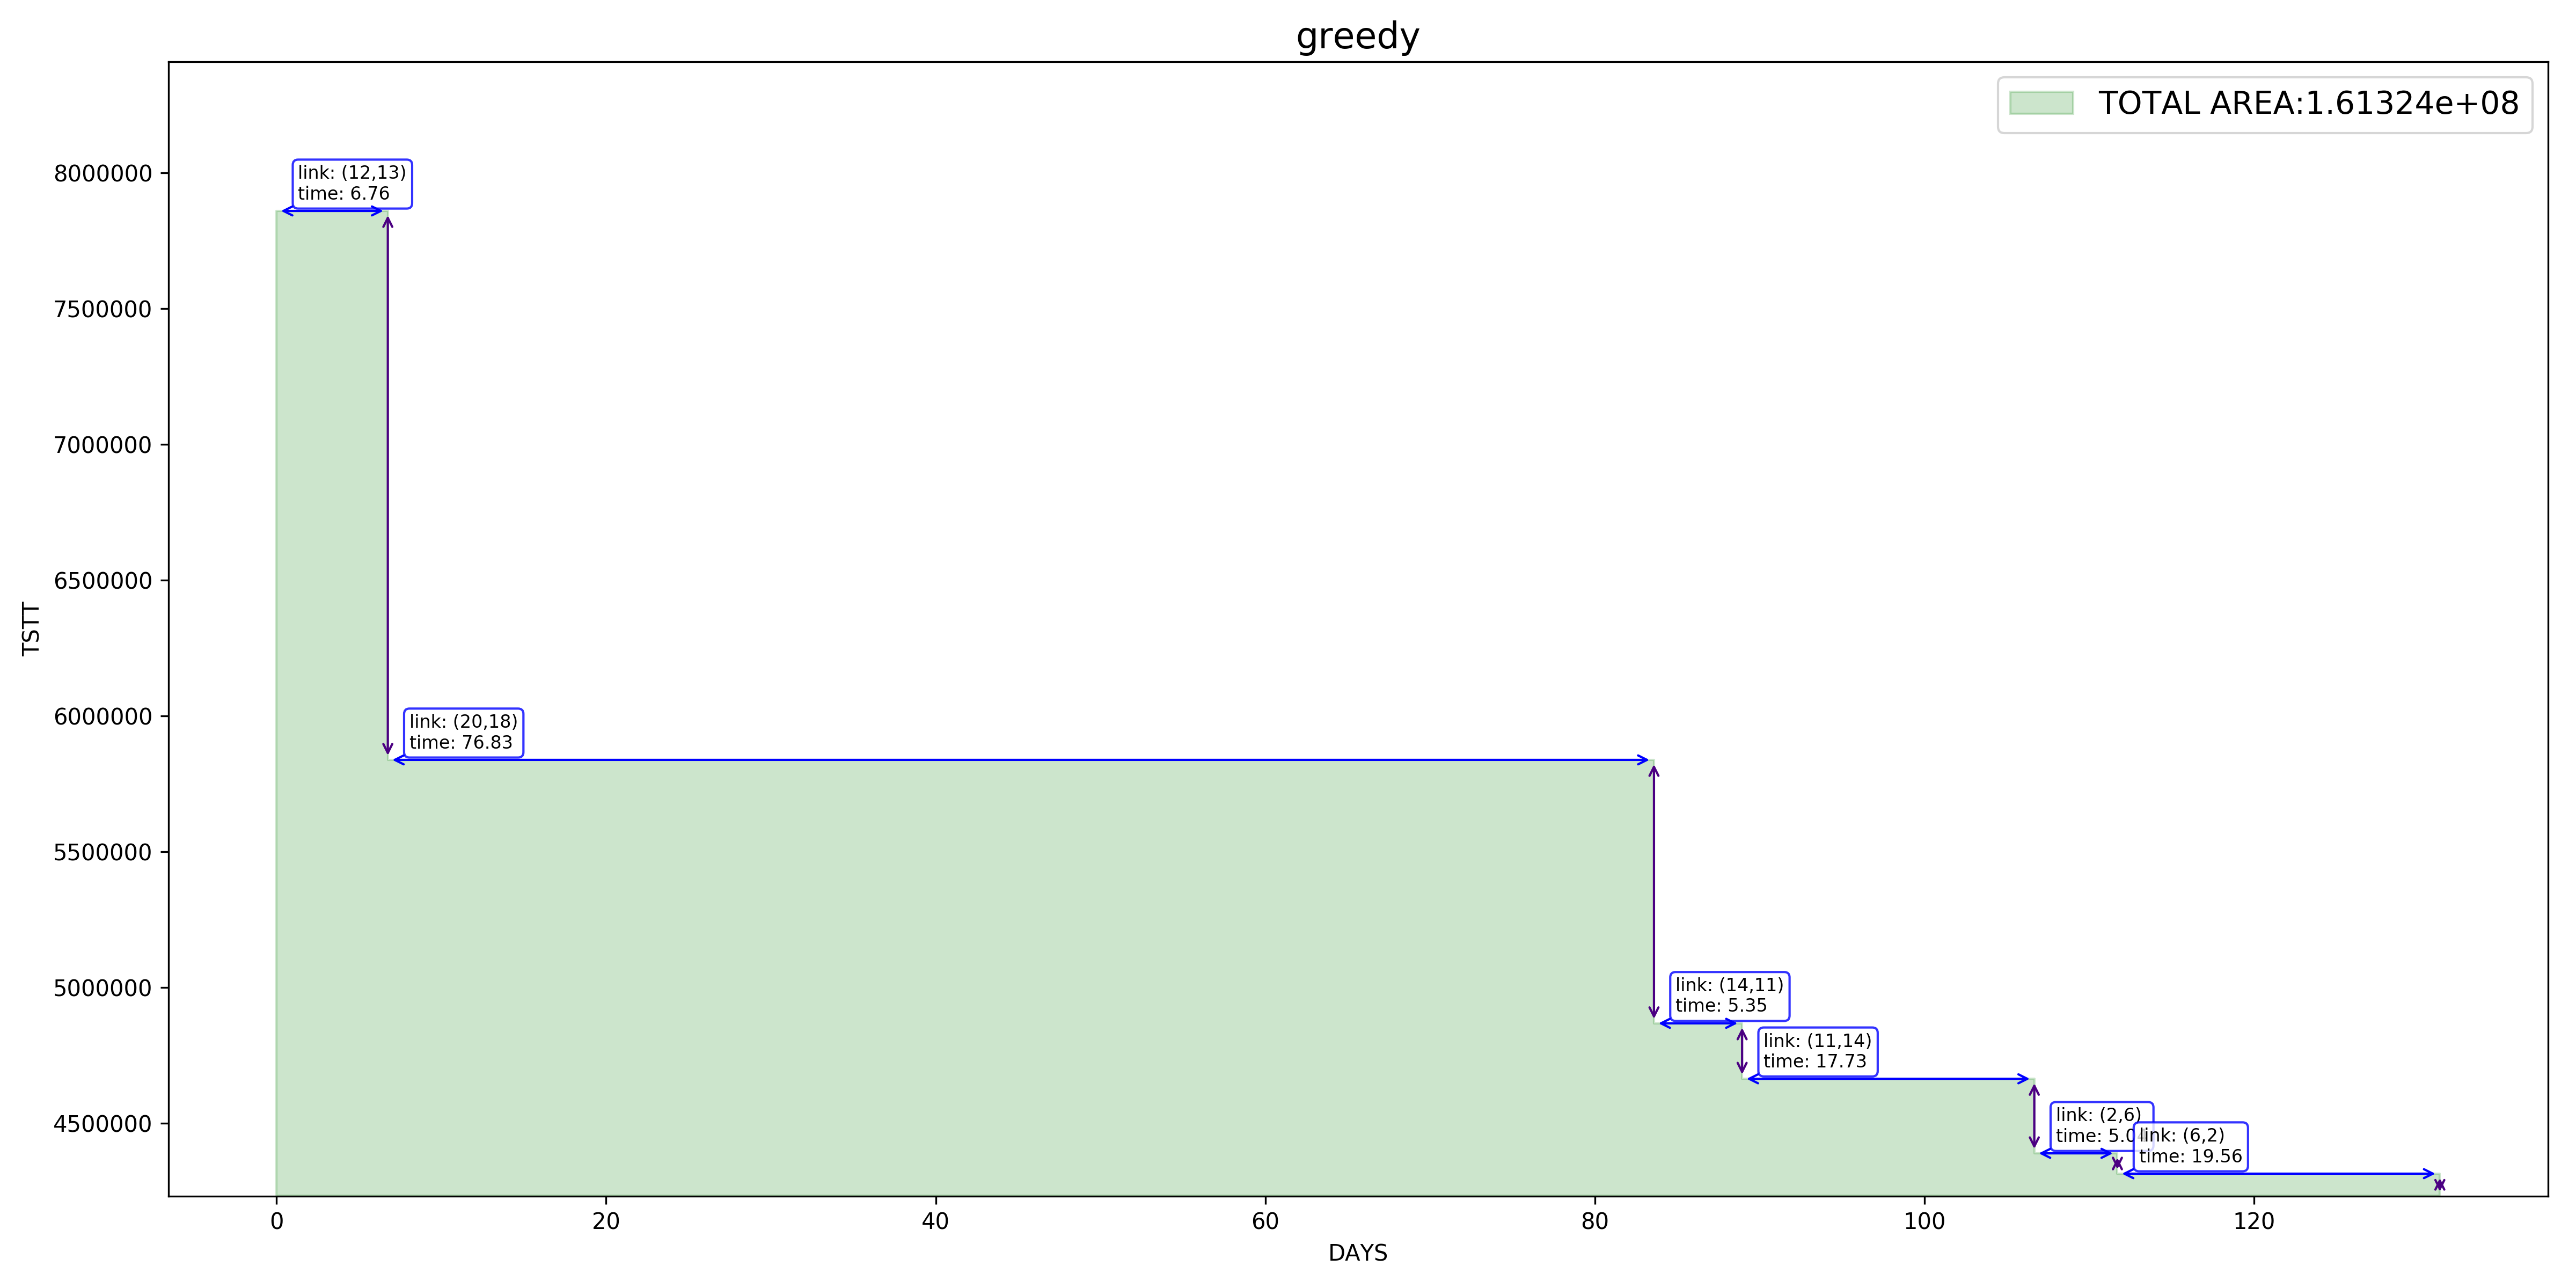 greedy
TOTAL AREA:1.61324e+08
8000000
7500000
7000000
6500000
6000000
5500000
5000000
4500000
TSTT
link: (12,13)
time: 6.76
link: (20,18)
time: 76.83
link: (14,11)
time: 5.35
link: (11,14)
time: 17.73
link: (2,6)
time:
link: (6,2)
time: 19.56
0
20
40
60
80
100
120
DAYS